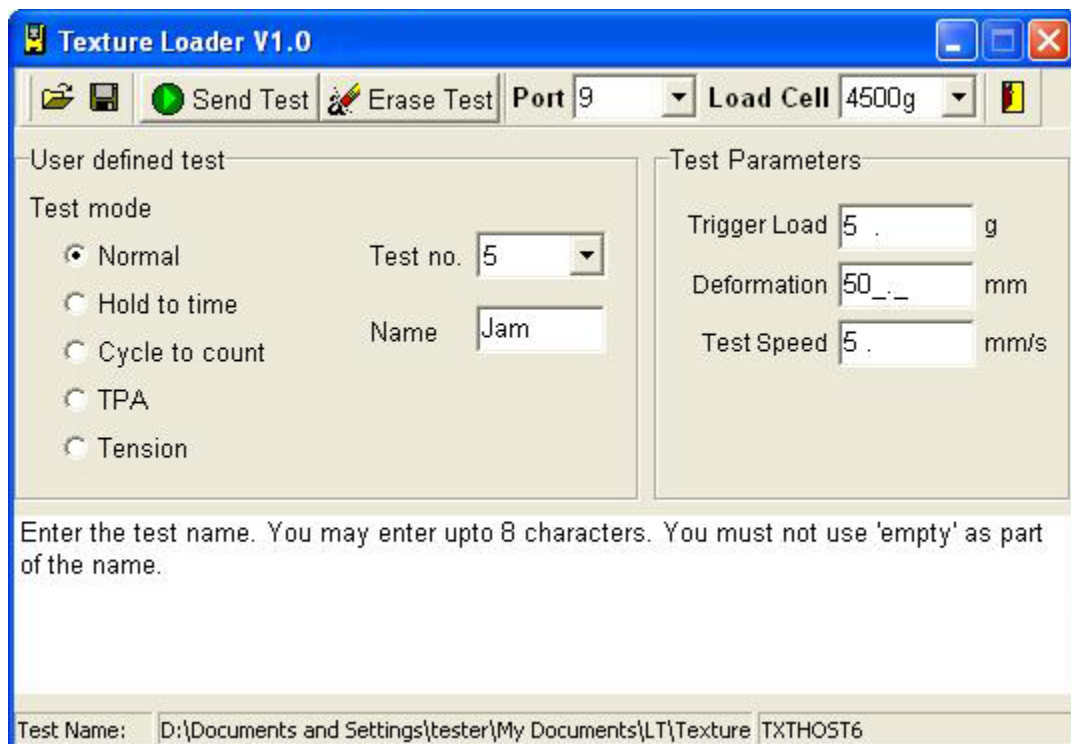 Texture Loader V1.0
Send Test Erase Test Port 9 Load Cell 4500g
User defined test
Test mode
Normal
Hold to time
Cycle to count
TPA
Tension
Test no. 5
Name Jam
Test Parameters
Trigger Load 5 . g
Deformation 50_._ mm
Test Speed 5 . mm/s
Enter the test name. You may enter upto 8 characters. You must not use 'empty' as part
of the name.
Test Name: D:\Documents and Settings\tester\My Documents\LT\Texture TXTHOST6